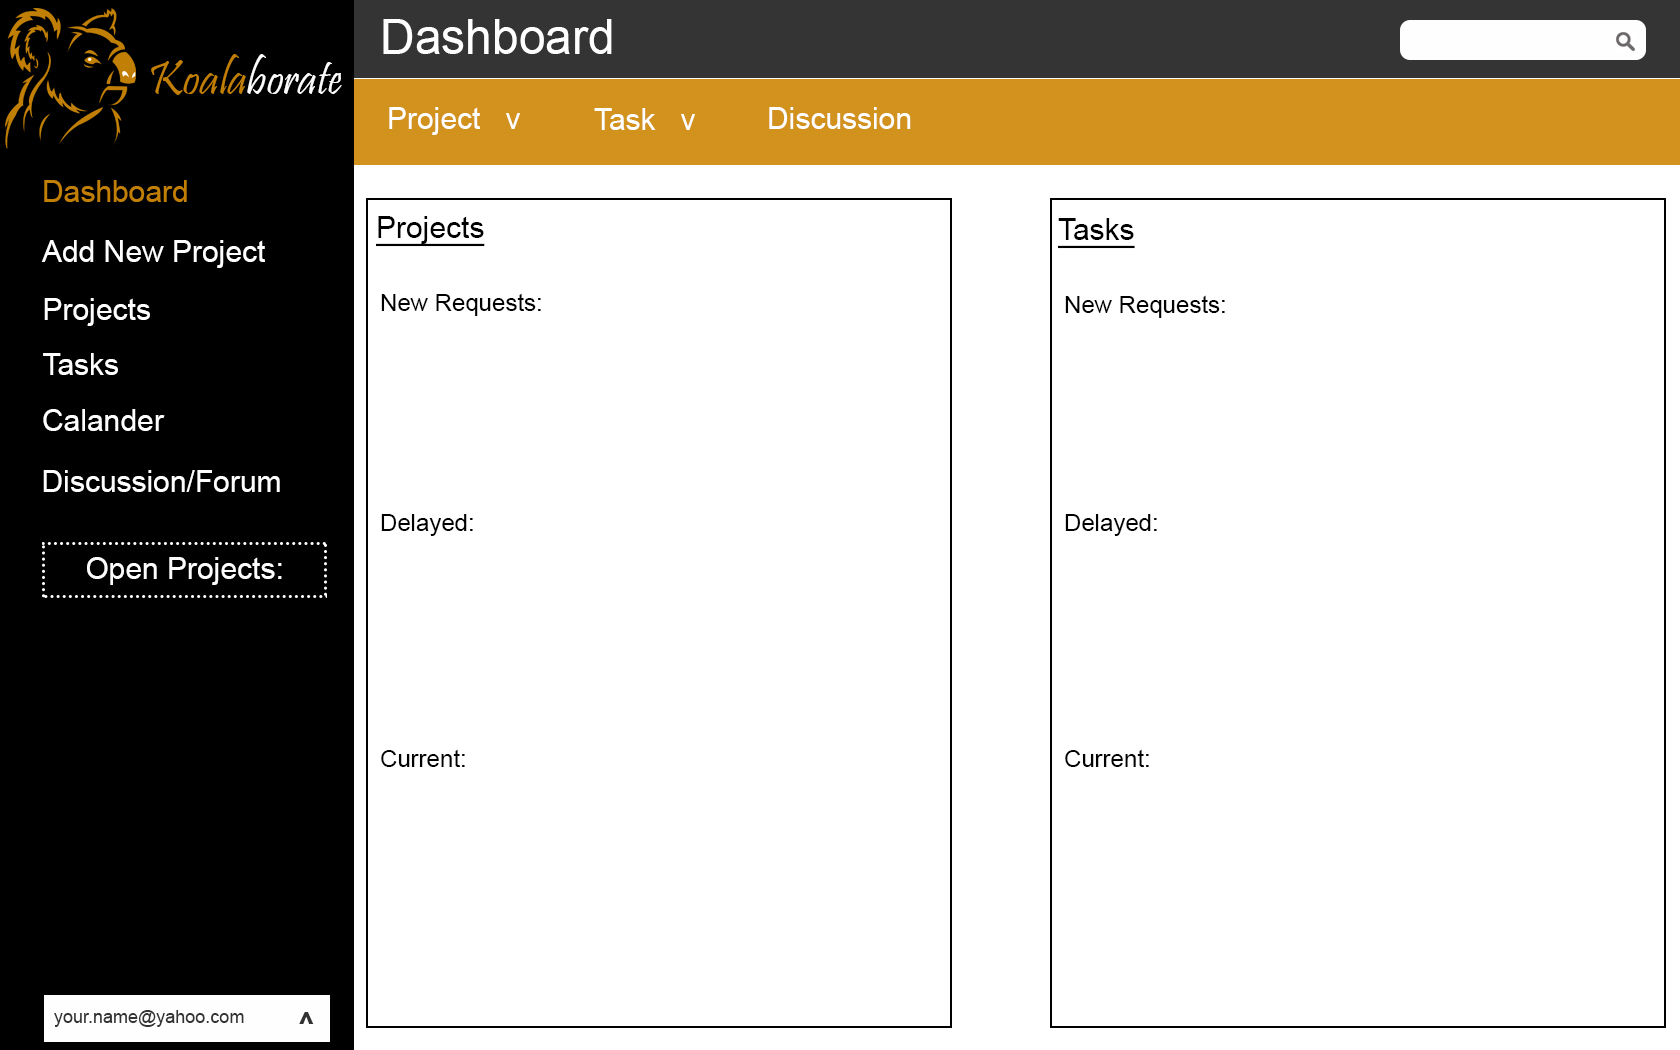 Koalaborate
Dashboard
Add New Project
Projects
Tasks
Calander
Discussion/Forum
Open Projects:
your.name@yahoo.com ʌ
Dashboard
Project v Task v Discussion
Projects
New Requests:
Delayed:
Current:
Tasks
New Requests:
Delayed:
Current: